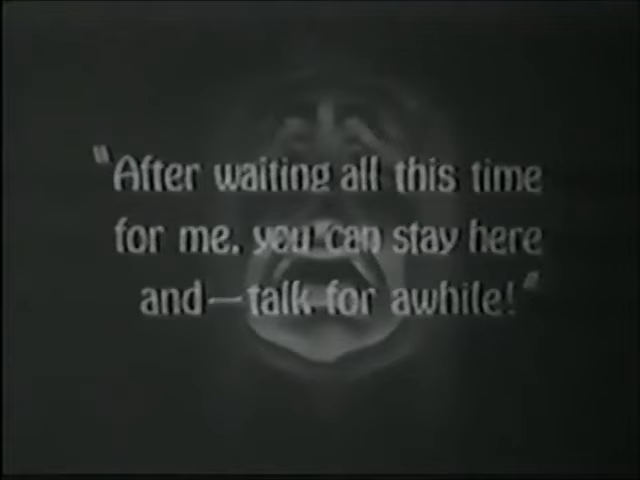 "After waiting all this time
for me, you can stay here
and—talk for awhile!"